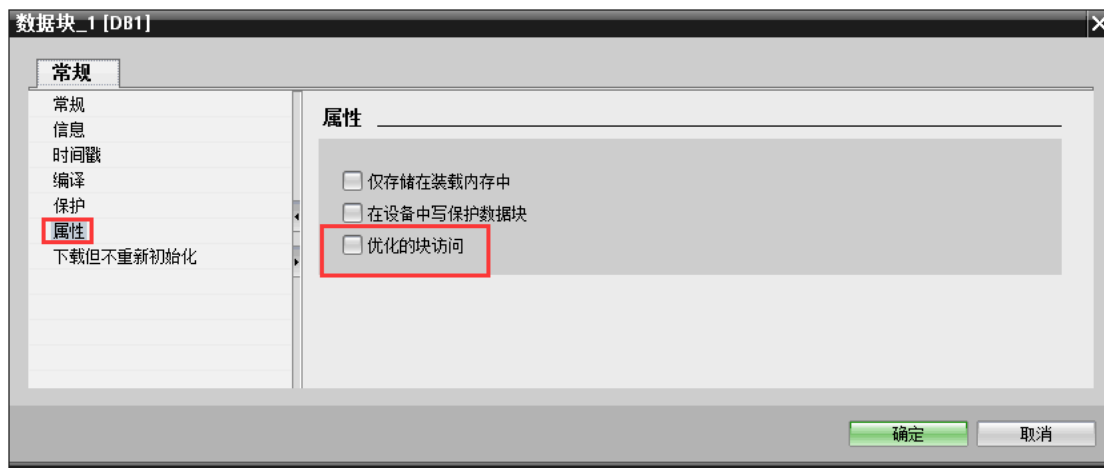 数据块_1 [DB1]
常规
常规
信息
时间戳
编译
保护
属性
下载但不重新初始化
属性
仅存储在装载内存中
在设备中写保护数据块
优化的块访问
确定
取消